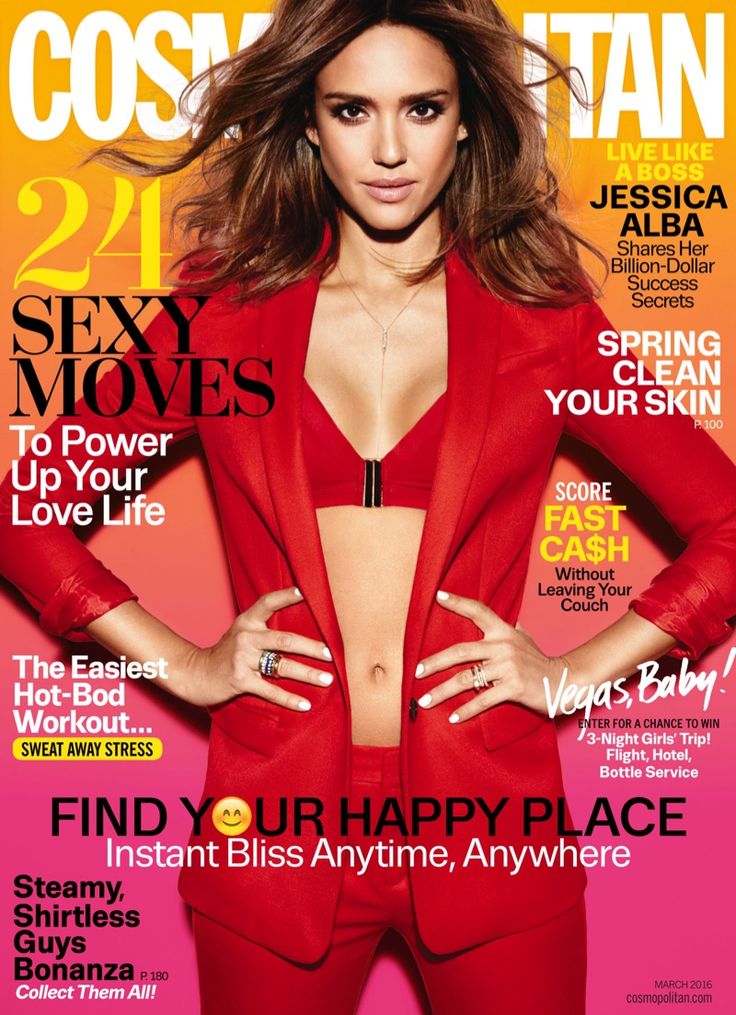 COSMOPOLITAN
LIVE LIKE
A BOSS
JESSICA
ALBA
Shares Her
Billion-Dollar
Success
Secrets
24
SEXY
MOVES
To Power
Up Your
Love Life
SPRING
CLEAN
YOUR SKIN
P. 100
SCORE
FAST
CA$H
Without
Leaving Your
Couch
The Easiest
Hot-Bod
Workout...
SWEAT AWAY STRESS
Vegas, Baby!
ENTER FOR A CHANCE TO WIN
3-Night Girls' Trip!
Flight, Hotel,
Bottle Service
FIND Y😊UR HAPPY PLACE
Instant Bliss Anytime, Anywhere
Steamy,
Shirtless
Guys
Bonanza P. 180
Collect Them All!
MARCH 2016
cosmopolitan.com